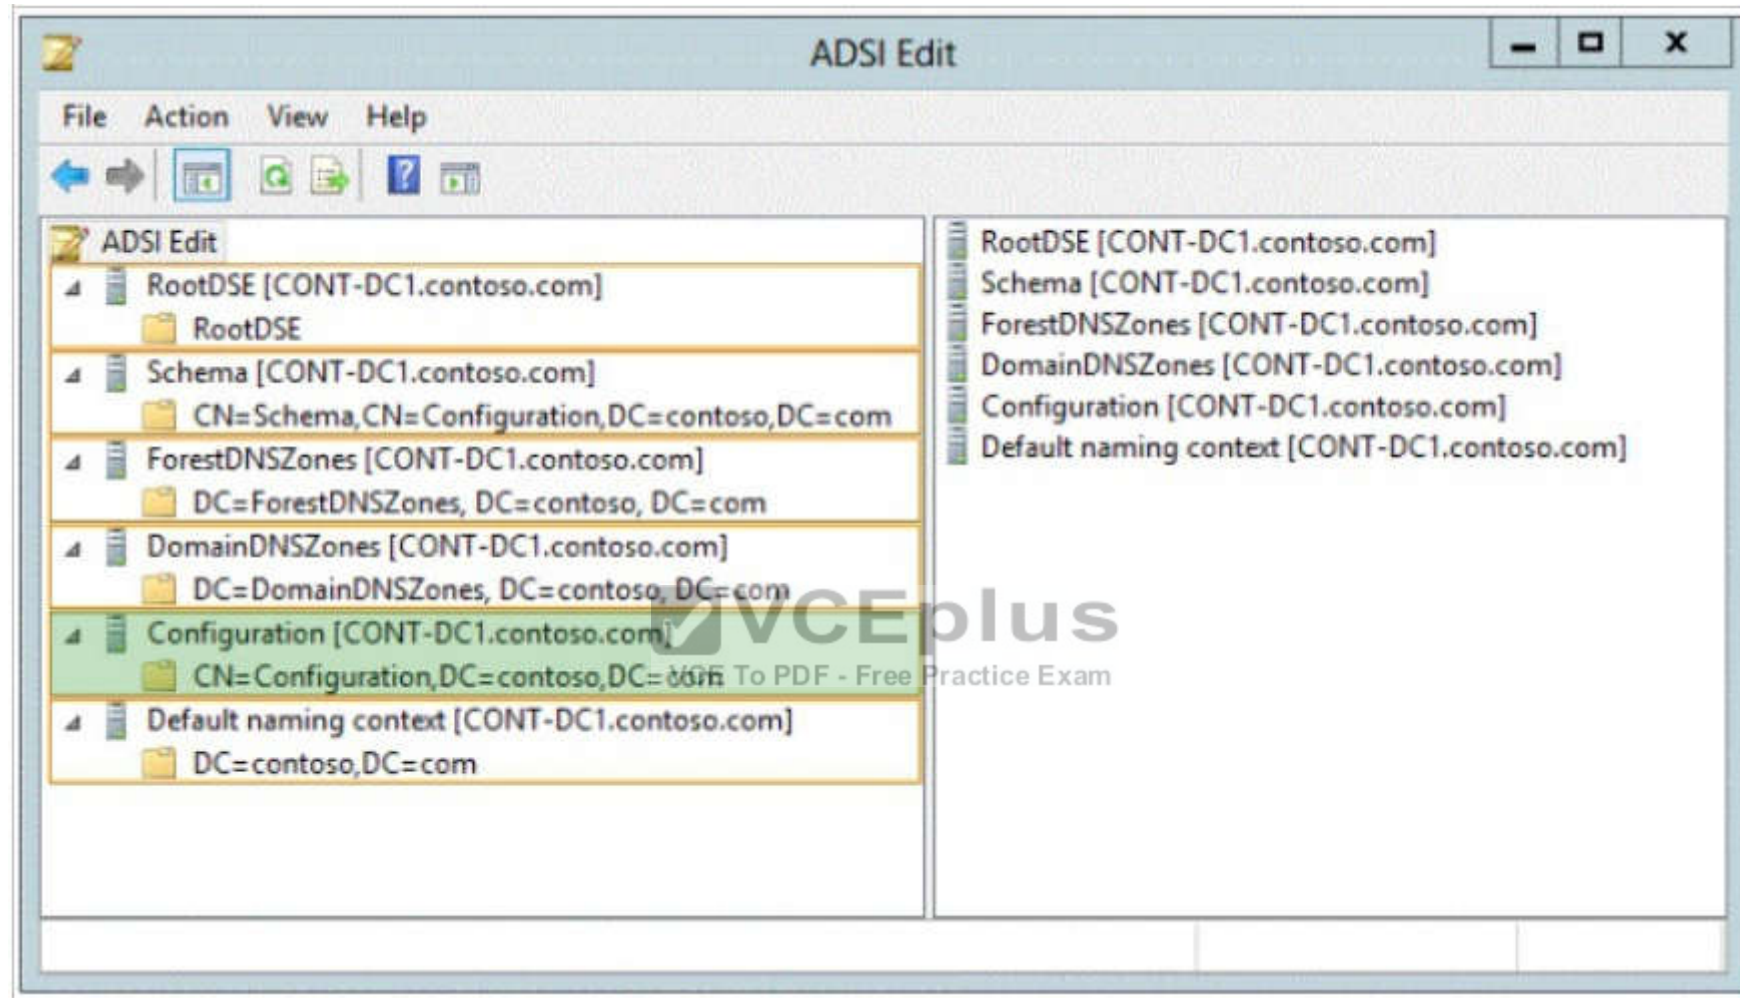 ADSI Edit
File Action View Help
ADSI Edit
RootDSE [CONT-DC1.contoso.com]
RootDSE
Schema [CONT-DC1.contoso.com]
CN=Schema,CN=Configuration,DC=contoso,DC=com
ForestDNSZones [CONT-DC1.contoso.com]
DC=ForestDNSZones, DC=contoso, DC=com
DomainDNSZones [CONT-DC1.contoso.com]
DC=DomainDNSZones, DC=contoso, DC=com
Configuration [CONT-DC1.contoso.com]
CN=Configuration,DC=contoso,DC=com
Default naming context [CONT-DC1.contoso.com]
DC=contoso,DC=com
RootDSE [CONT-DC1.contoso.com]
Schema [CONT-DC1.contoso.com]
ForestDNSZones [CONT-DC1.contoso.com]
DomainDNSZones [CONT-DC1.contoso.com]
Configuration [CONT-DC1.contoso.com]
Default naming context [CONT-DC1.contoso.com]
VCEplus
VCE To PDF - Free Practice Exam